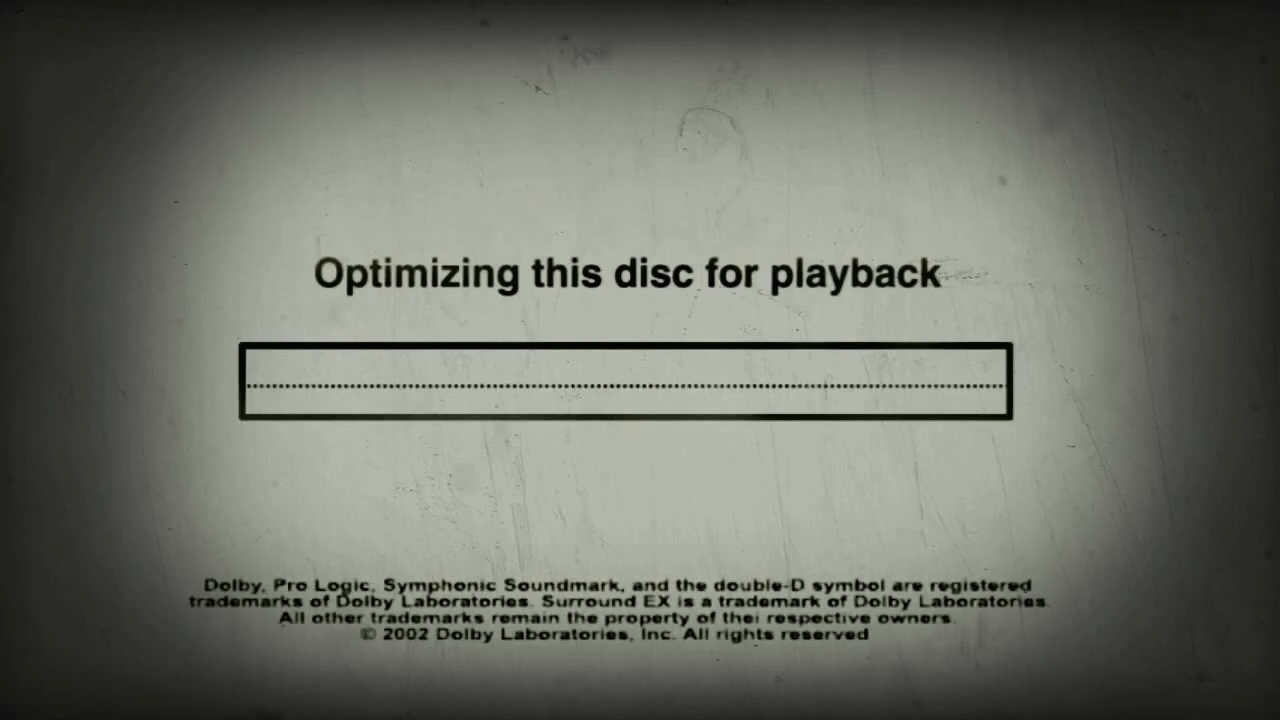 Optimizing this disc for playback
Dolby, Pro Logic, Symphonic Soundmark, and the double-D symbol are registered
trademarks of Dolby Laboratories. Surround EX is a trademark of Dolby Laboratories.
All other trademarks remain the property of thei respective owners.
© 2002 Dolby Laboratories, Inc. All rights reserved